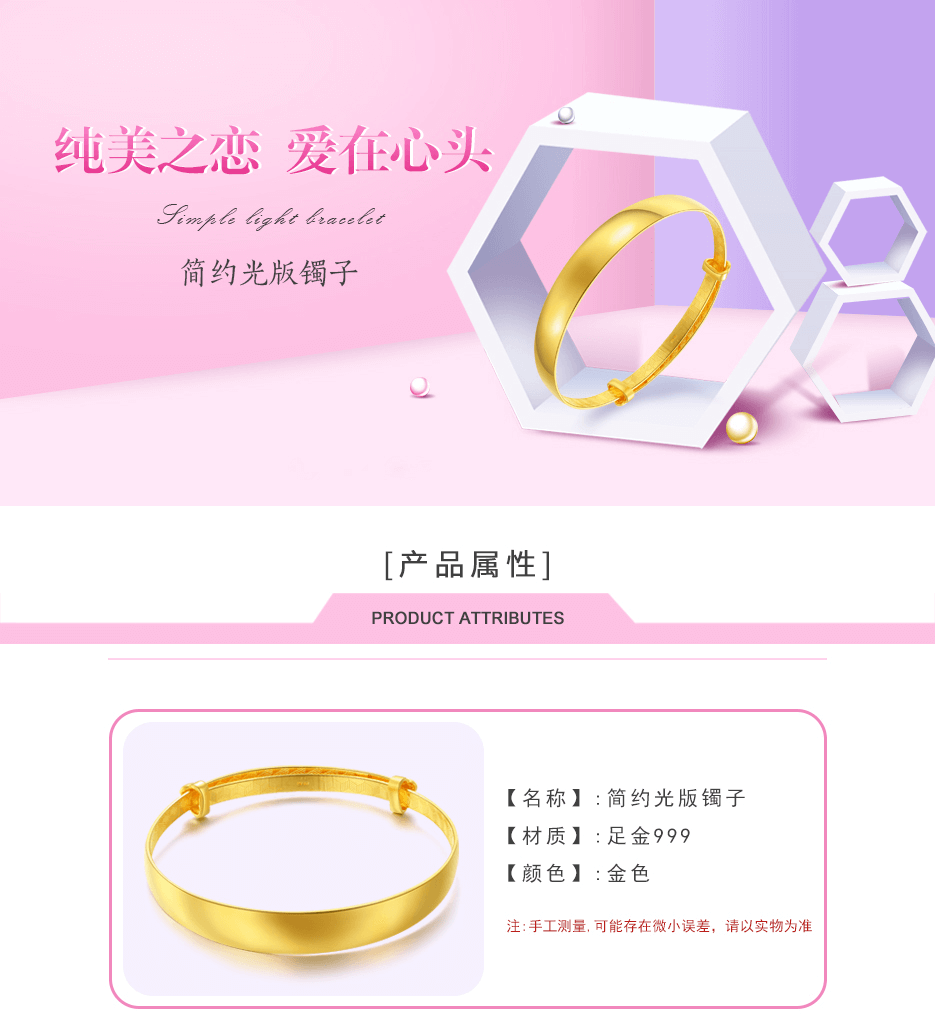 纯美之恋 爱在心头
Simple light bracelet
简约光版镯子
[产品属性]
PRODUCT ATTRIBUTES
【名称】:简约光版镯子
【材质】:足金999
【颜色】:金色
注:手工测量,可能存在微小误差，请以实物为准